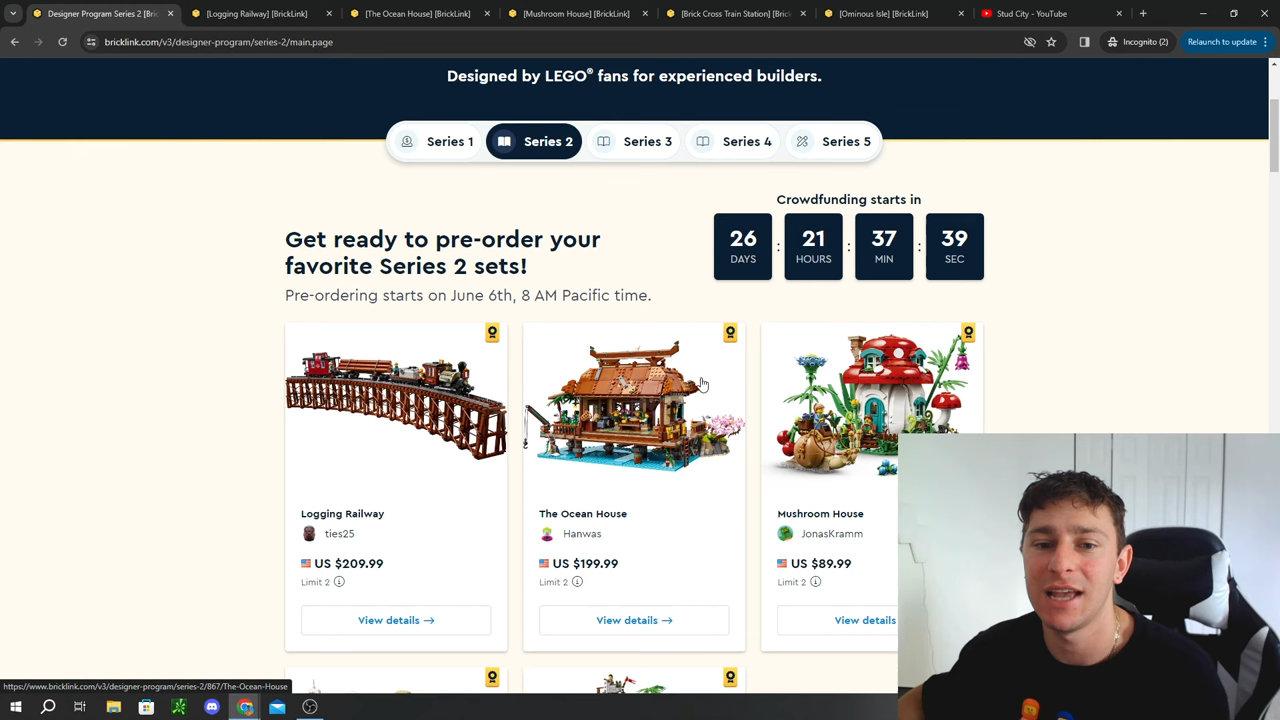 Designer Program Series 2 [Bric
[Logging Railway] [BrickLink]
[The Ocean House] [BrickLink]
[Mushroom House] [BrickLink]
[Brick Cross Train Station] [Bric
[Ominous Isle] [BrickLink]
Stud City - YouTube
bricklink.com/v3/designer-program/series-2/main.page
Incognito (2)
Relaunch to update
Designed by LEGO® fans for experienced builders.
Series 1
Series 2
Series 3
Series 4
Series 5
Crowdfunding starts in
26 : 21 : 37 : 39
DAYS HOURS MIN SEC
Get ready to pre-order your
favorite Series 2 sets!
Pre-ordering starts on June 6th, 8 AM Pacific time.
Logging Railway
ties25
US $209.99
Limit 2
View details →
The Ocean House
Hanwas
US $199.99
Limit 2
View details →
Mushroom House
JonasKramm
US $89.99
Limit 2
View details
https://www.bricklink.com/v3/designer-program/series-2/867/The-Ocean-House